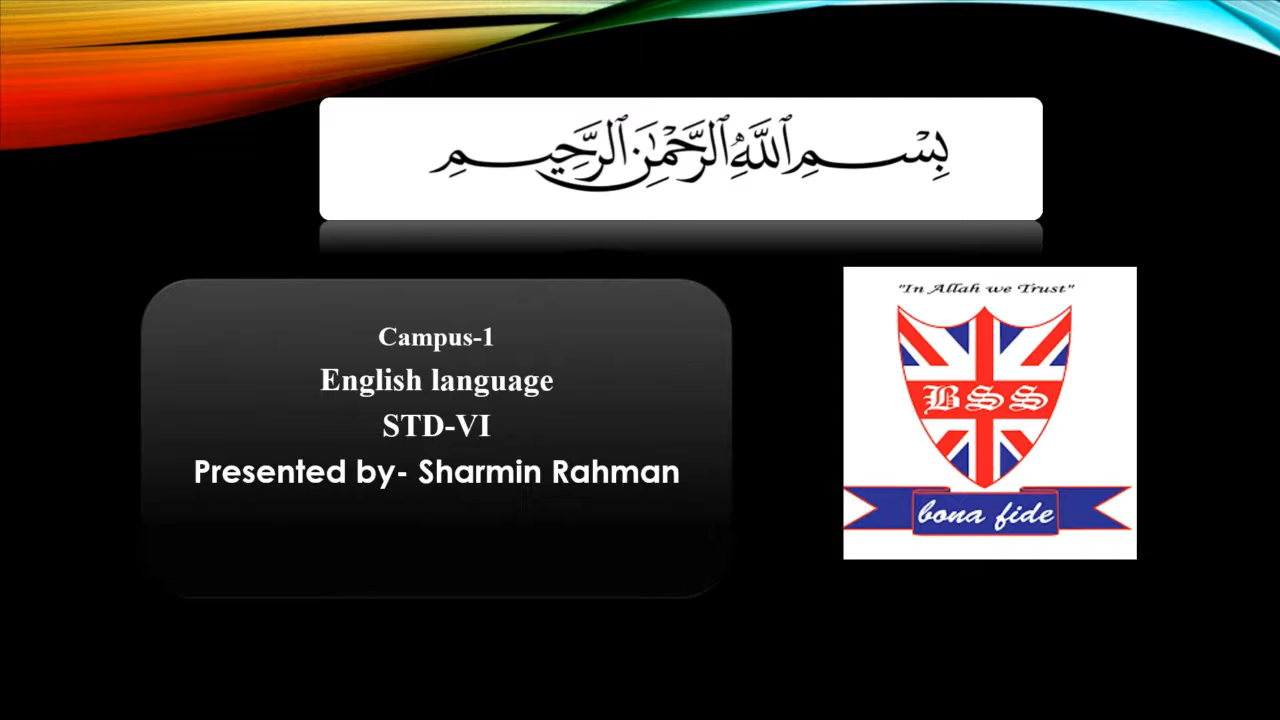 بِسْمِ اللَّهِ الرَّحْمَٰنِ الرَّحِيمِ
Campus-1
English language
STD-VI
Presented by- Sharmin Rahman
"In Allah we Trust"
BSS
bona fide